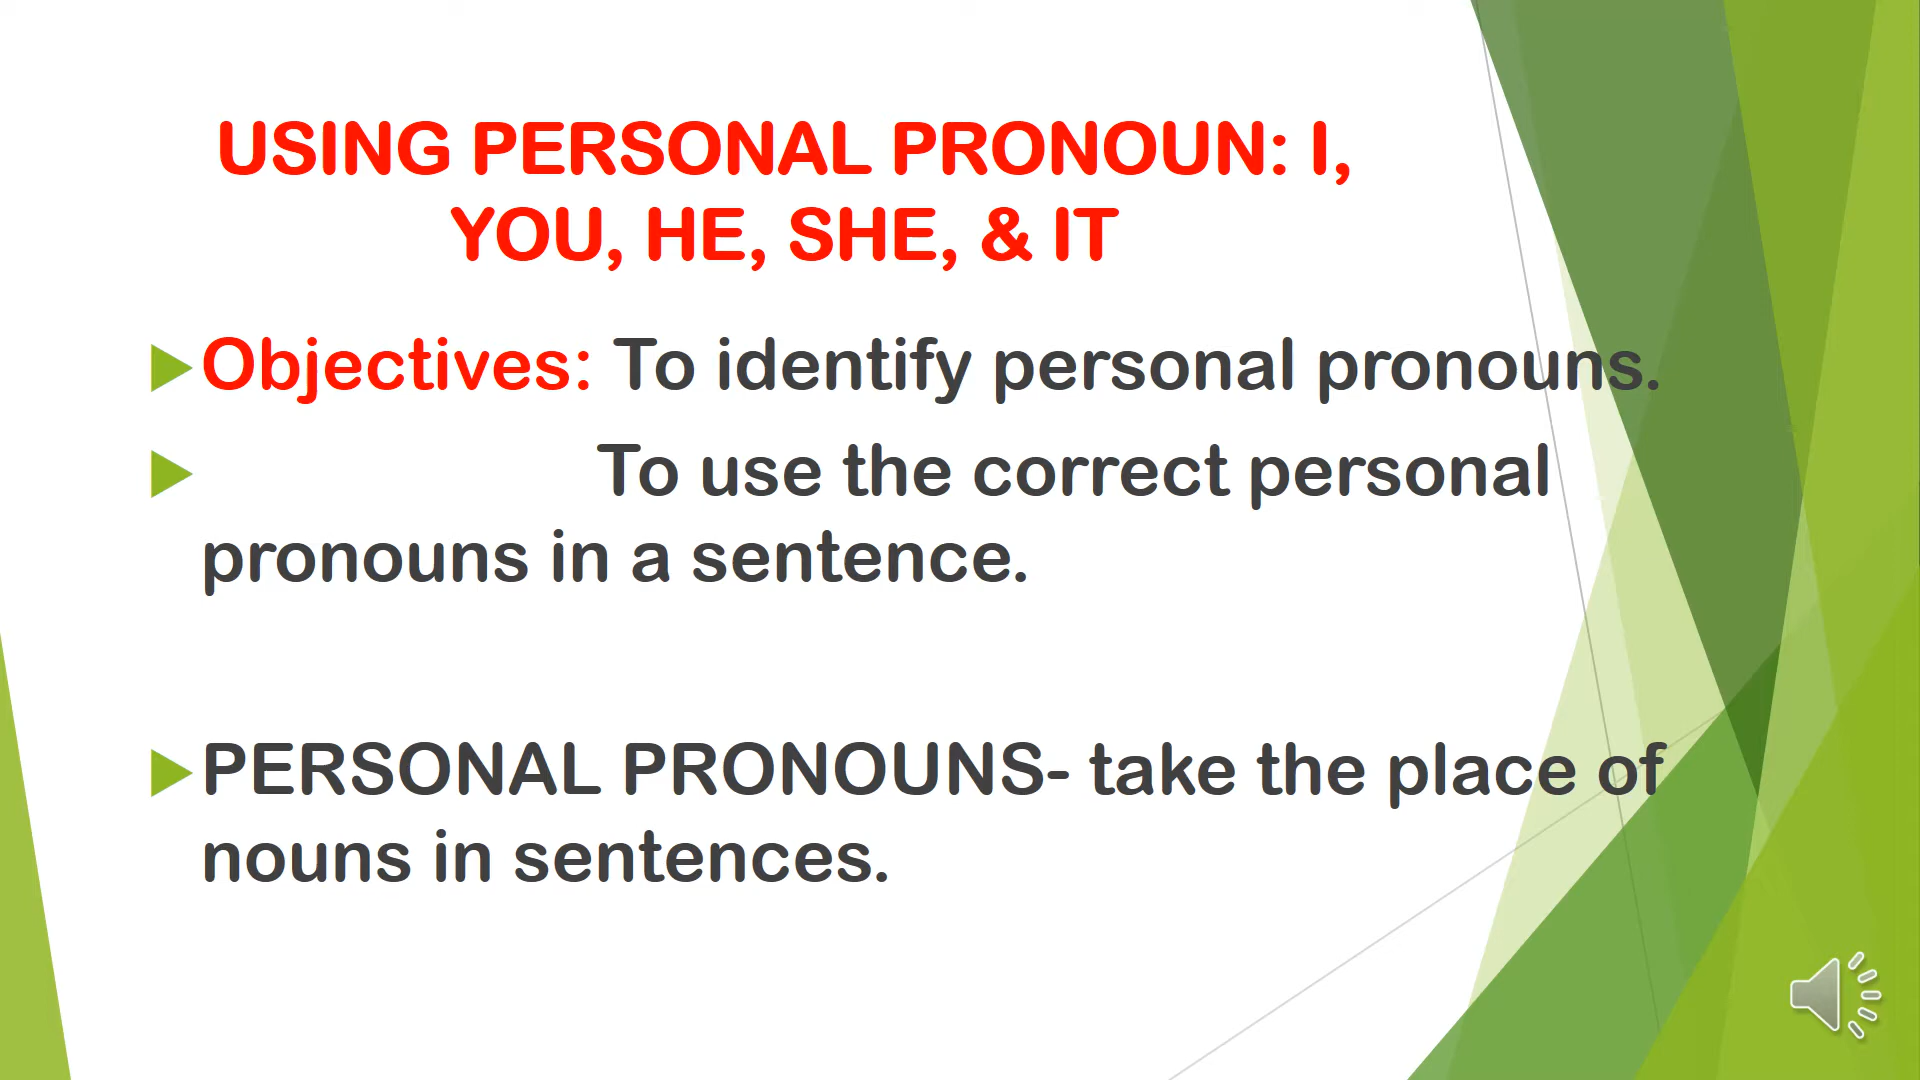 USING PERSONAL PRONOUN: I,
YOU, HE, SHE, & IT
Objectives: To identify personal pronouns.
To use the correct personal
pronouns in a sentence.
PERSONAL PRONOUNS- take the place of
nouns in sentences.